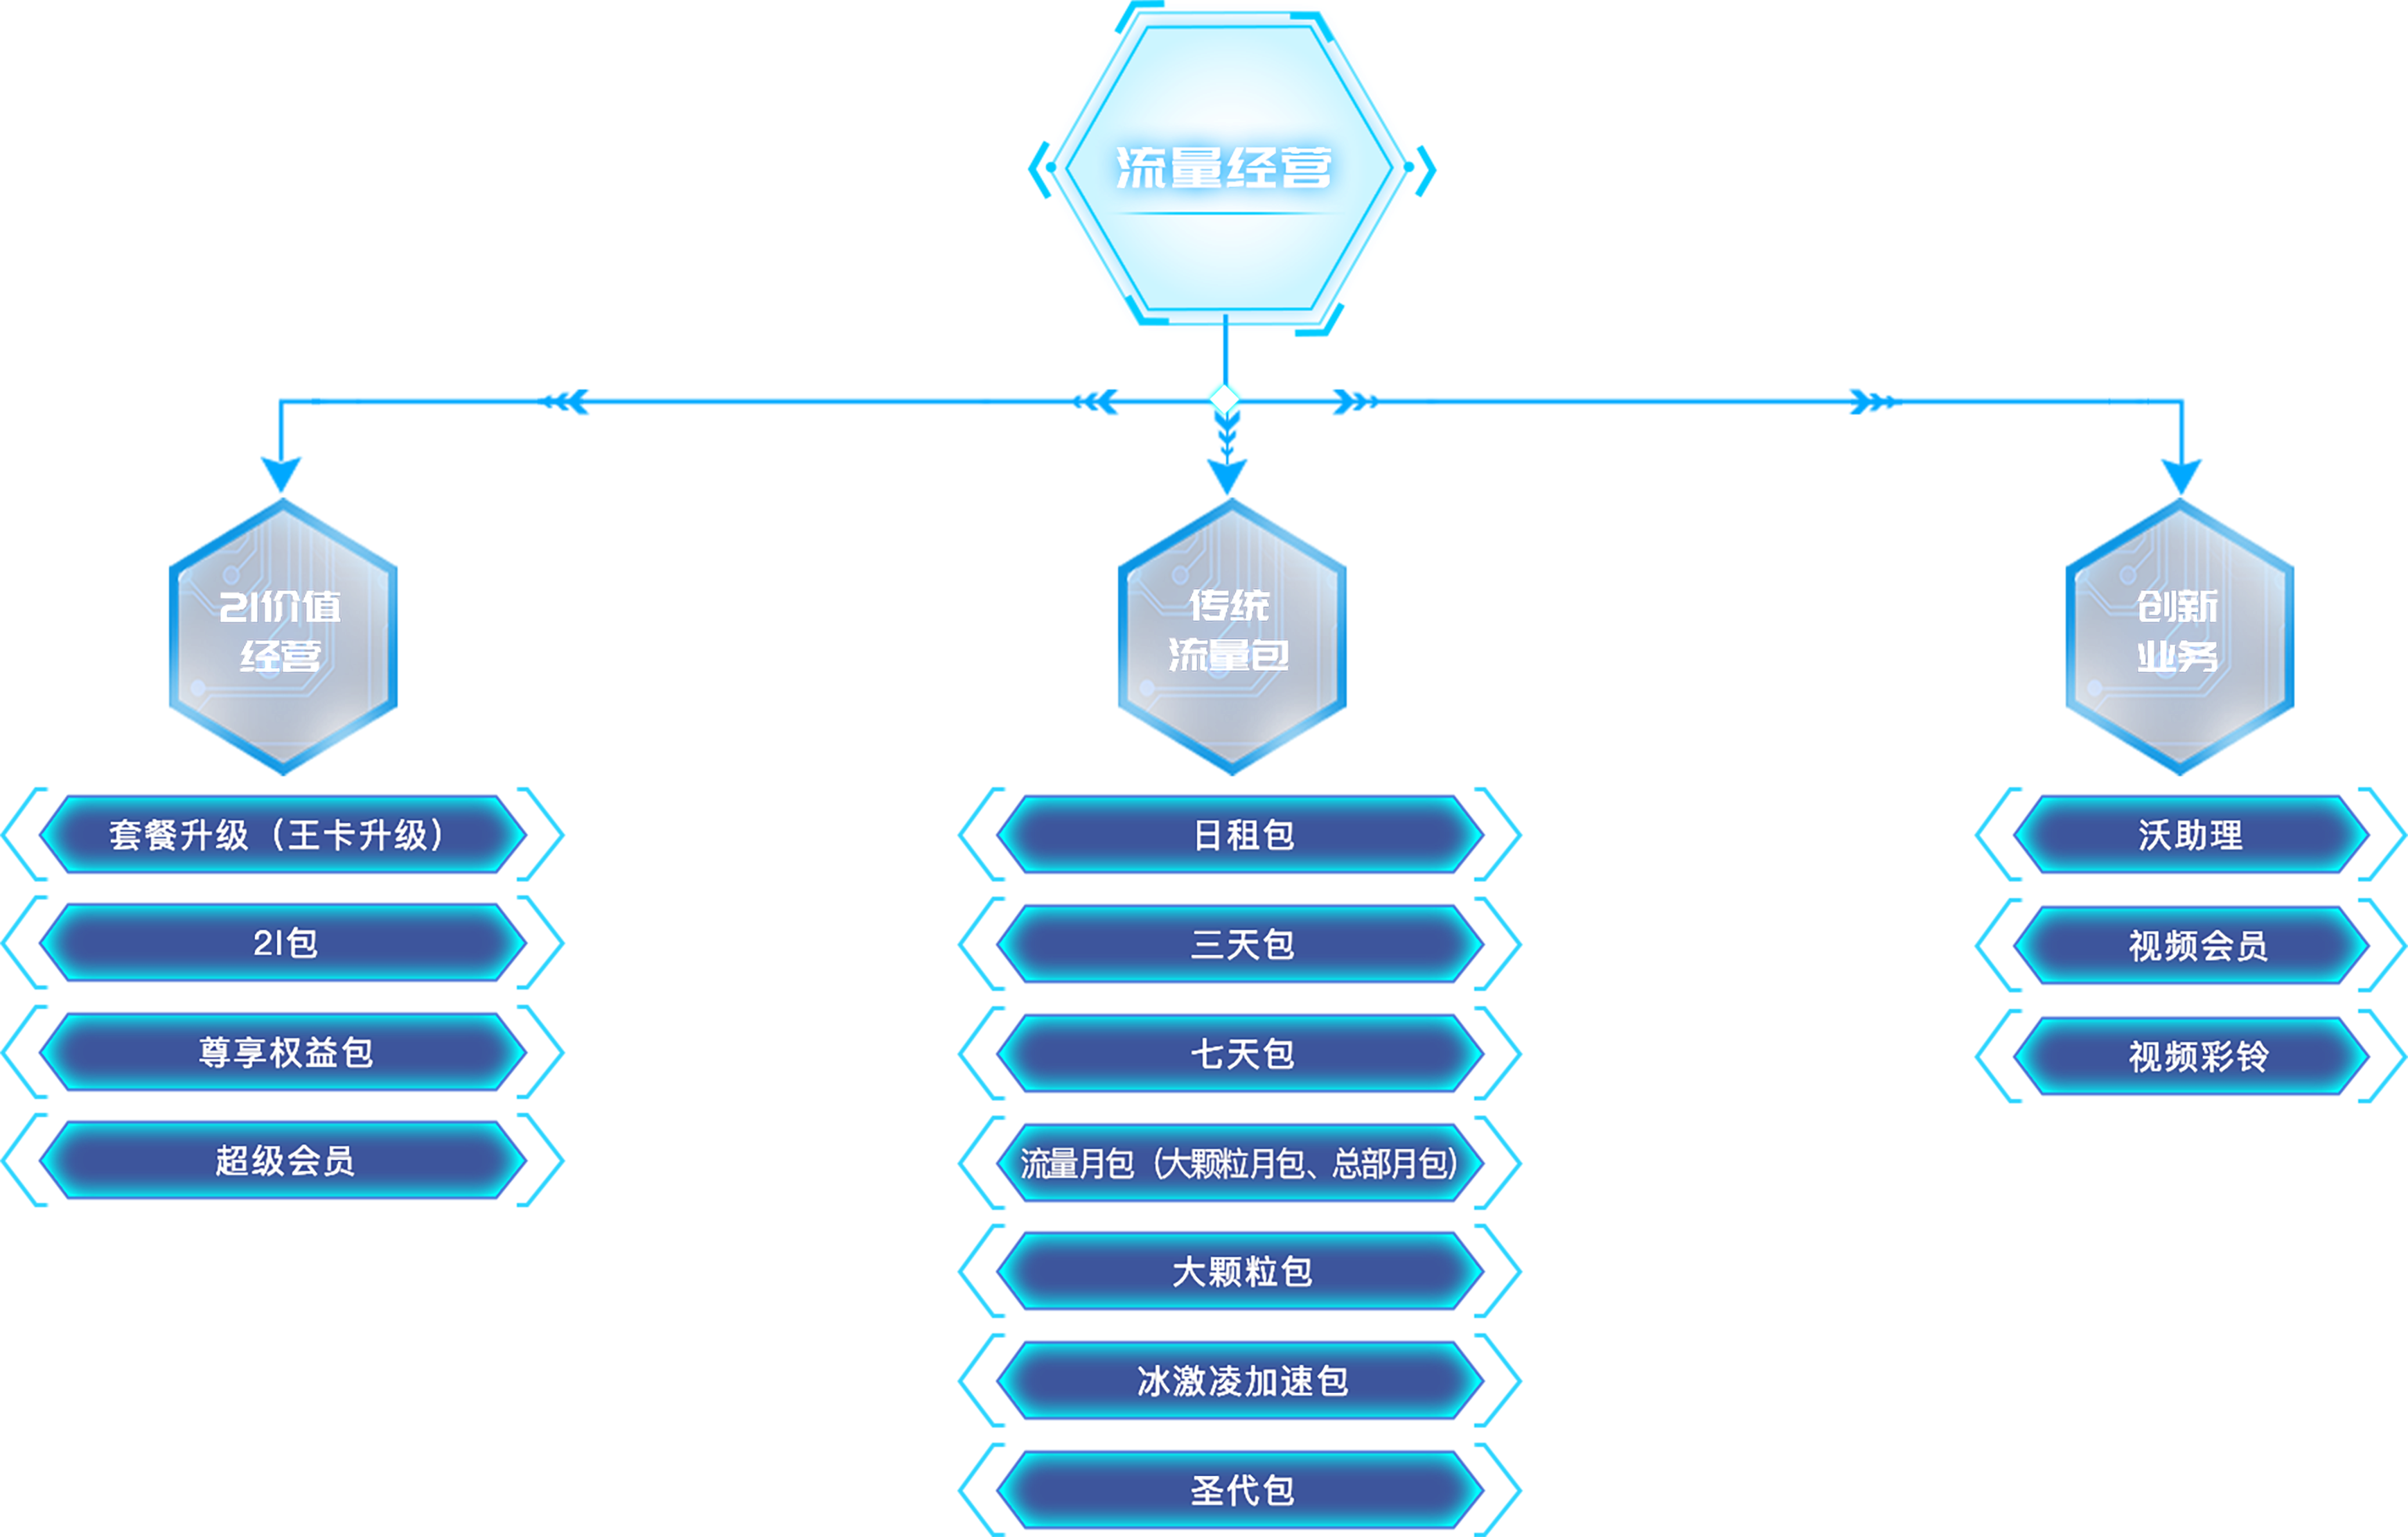 流量经营
2I价值
经营
套餐升级（王卡升级）
2I包
尊享权益包
超级会员
传统
流量包
日租包
三天包
七天包
流量月包（大颗粒月包、总部月包）
大颗粒包
冰激凌加速包
圣代包
创新
业务
沃助理
视频会员
视频彩铃